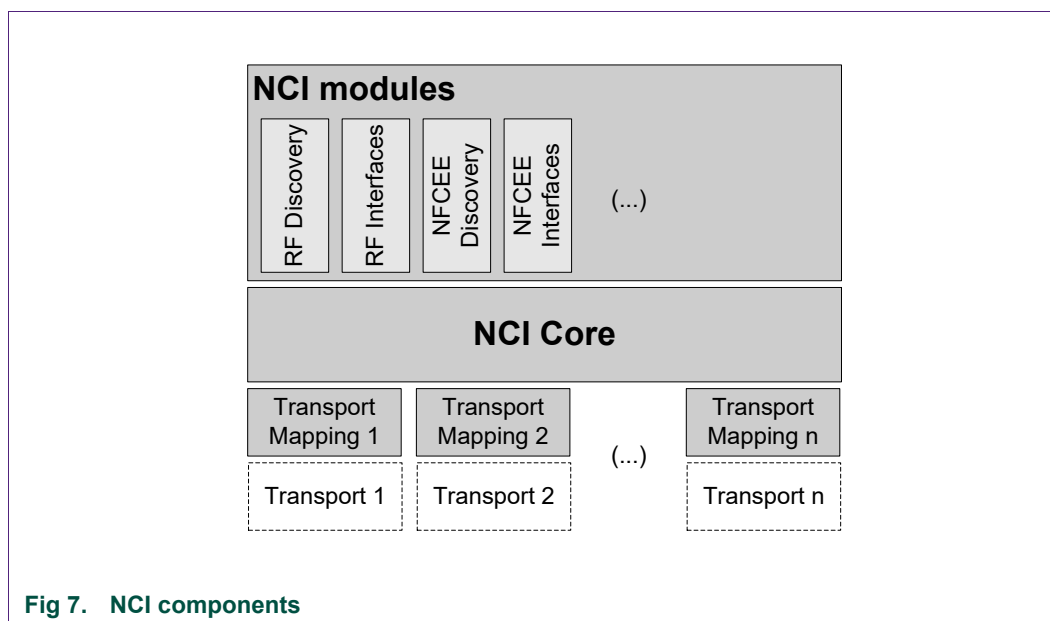 NCI modules
RF Discovery
RF Interfaces
NFCEE
Discovery
NFCEE
Interfaces
(...)
NCI Core
Transport
Mapping 1
Transport
Mapping 2
(...)
Transport
Mapping n
Transport 1
Transport 2
Transport n
Fig 7. NCI components